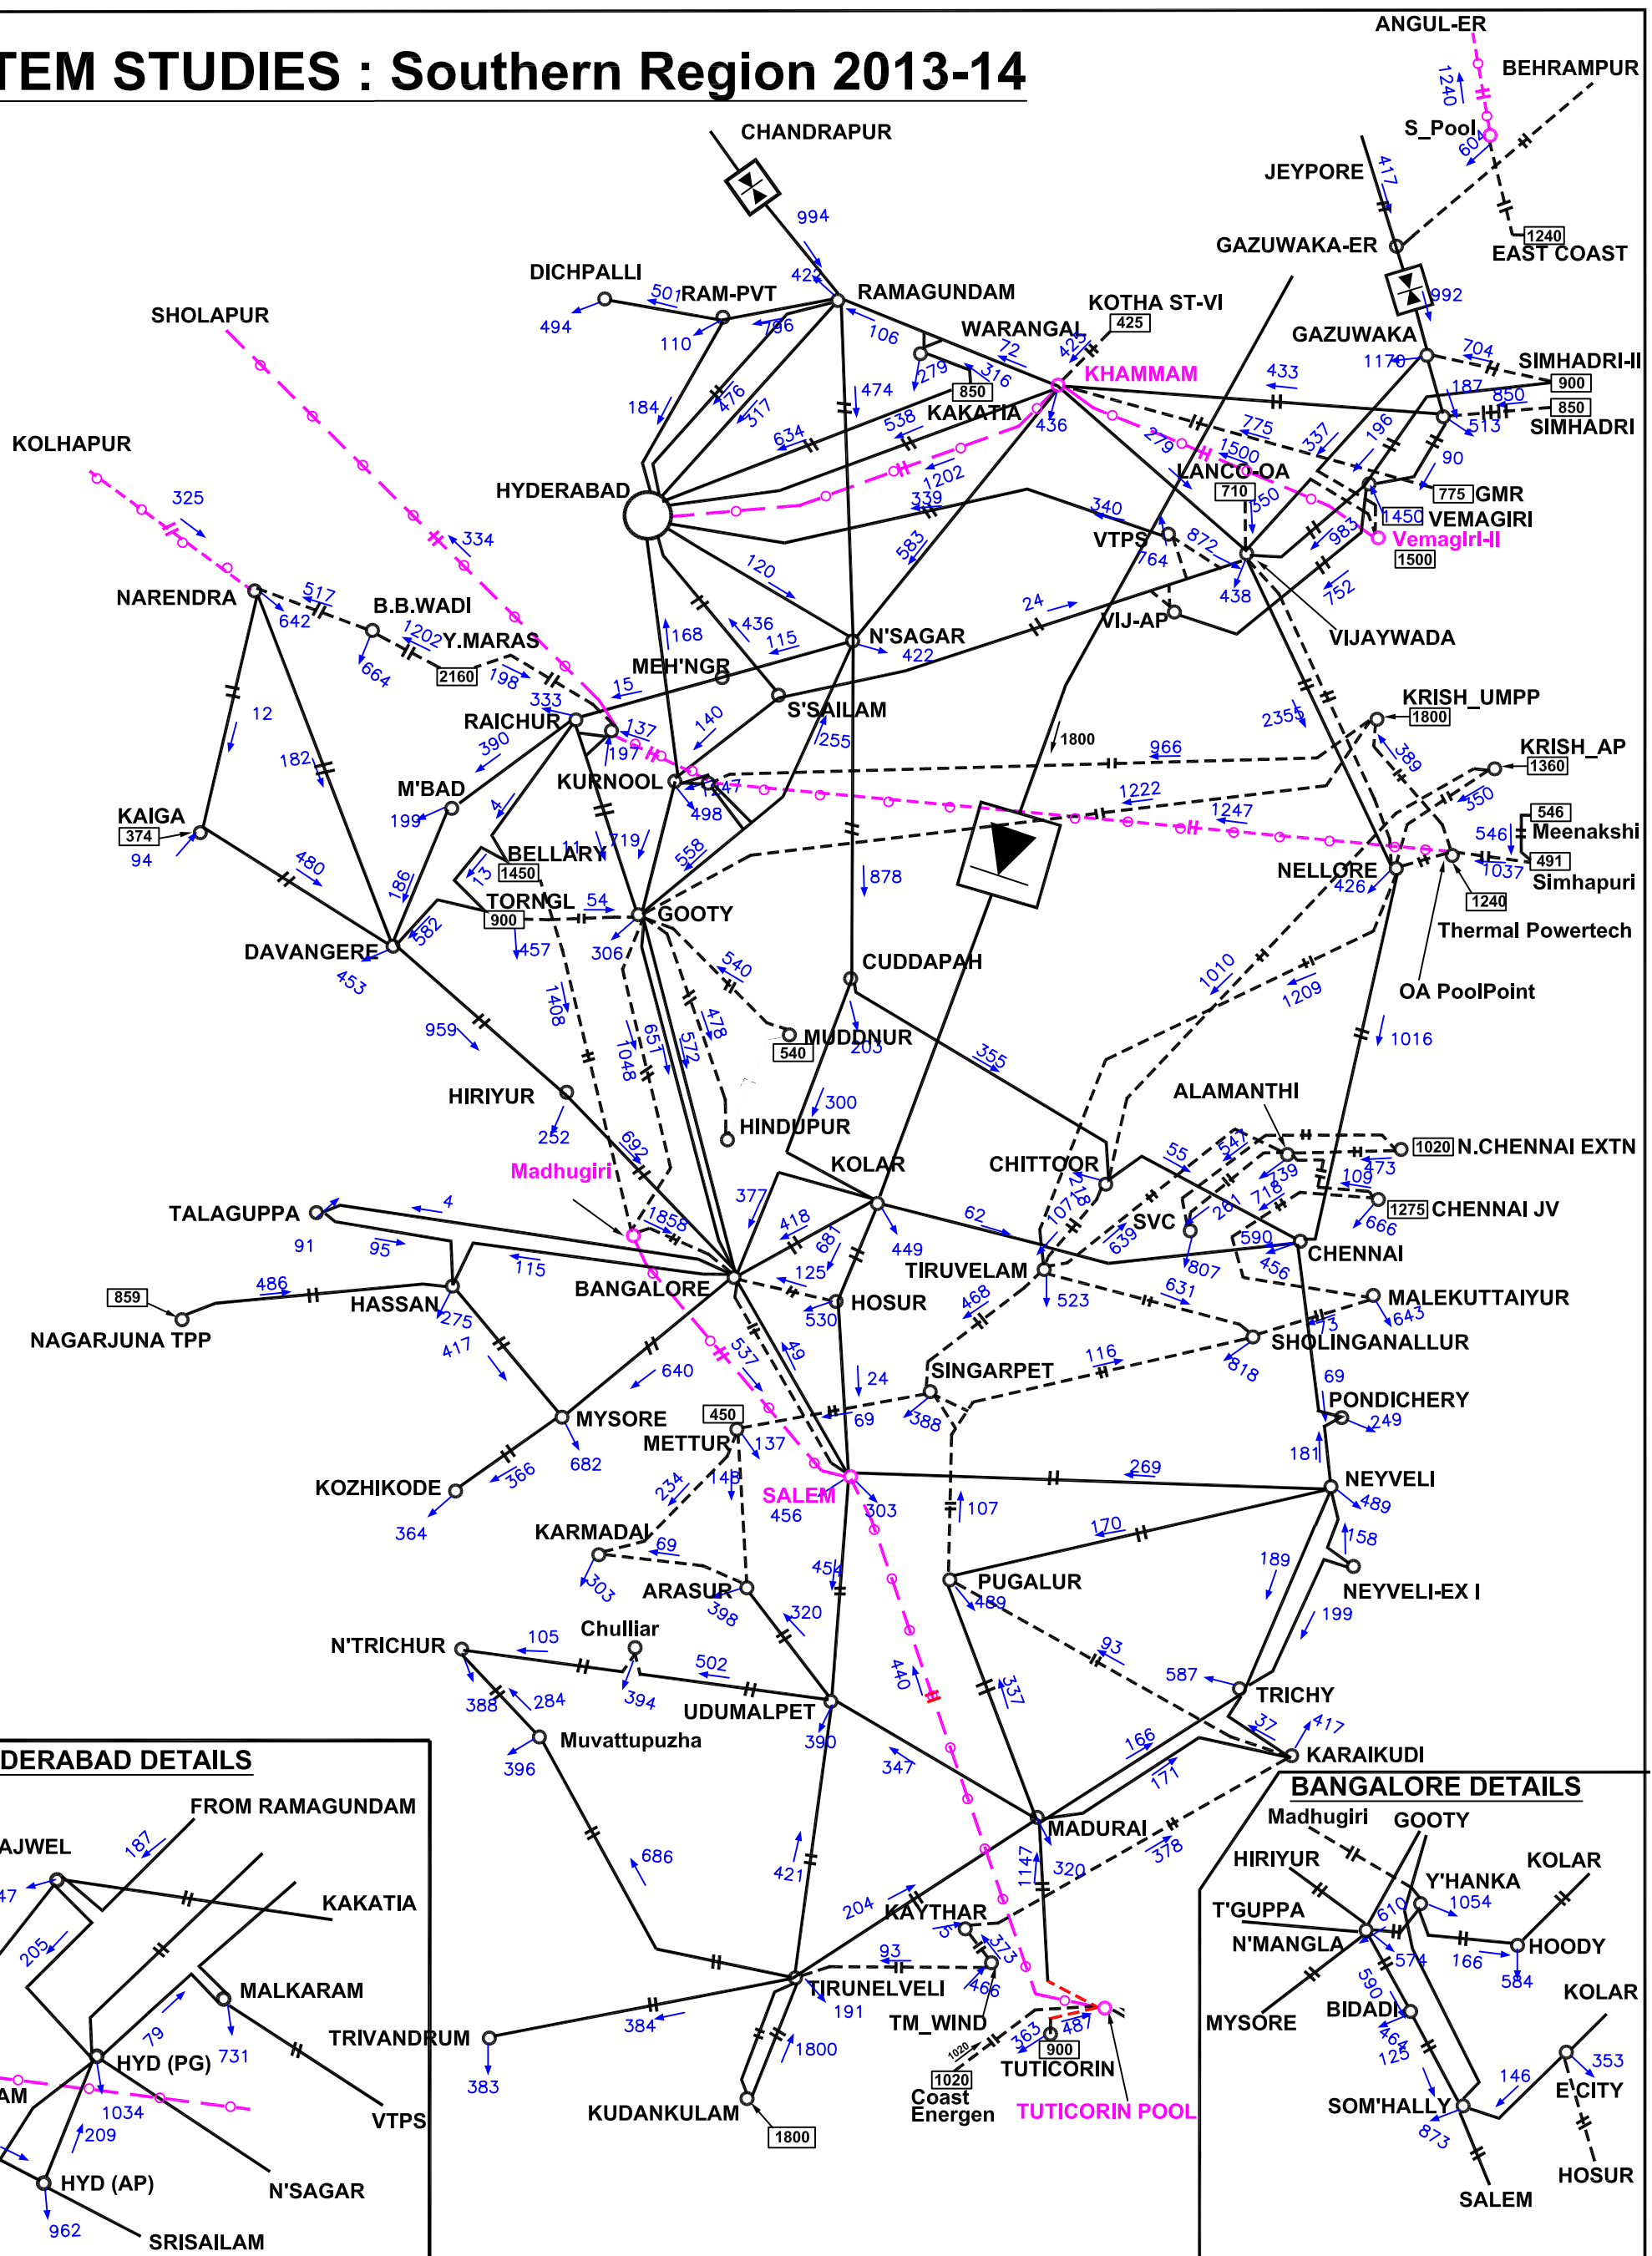 TEM STUDIES : Southern Region 2013-14
ANGUL-ER
BEHRAMPUR
1240
S_Pool
604
CHANDRAPUR
JEYPORE
417
994
GAZUWAKA-ER
1240
EAST COAST
DICHPALLI
501
RAM-PVT
422
RAMAGUNDAM
KOTHA ST-VI
992
SHOLAPUR
494
110
796
106
WARANGAL
425
GAZUWAKA
72
425
1170
704
SIMHADRI-II
279
316
KHAMMAM
433
187
900
474
850
KAKATIA
850
850
184
476
317
634
538
436
775
337
196
513
SIMHADRI
KOLHAPUR
279
1500
90
LANCO-OA
325
HYDERABAD
1202
710
775
GMR
339
340
350
1450
VEMAGIRI
334
VTPS
872
983
VemagIrI-II
583
764
1500
120
438
752
NARENDRA
517
B.B.WADI
642
24
VIJ-AP
1202
Y.MARAS
168
436
115
N'SAGAR
VIJAYWADA
664
2160
198
MEH'NGR
422
15
KRISH_UMPP
12
333
RAICHUR
S'SAILAM
2355
1800
182
390
137
140
255
1800
966
389
KRISH_AP
197
1360
M'BAD
KURNOOL
1247
1222
350
KAIGA
199
4
498
1247
546
374
719
546
Meenakshi
94
11
558
BELLARY
878
NELLORE
491
480
13
1450
426
1037
Simhapuri
186
TORNGL
54
GOOTY
1240
582
900
Thermal Powertech
DAVANGERE
457
306
540
CUDDAPAH
1010
453
1209
OA PoolPoint
1408
959
1048
651
572
478
MUDDNUR
203
1016
540
355
HIRIYUR
300
ALAMANTHI
252
692
HINDUPUR
547
1020
N.CHENNAI EXTN
Madhugiri
KOLAR
CHITTOOR
55
739
473
377
218
718
109
TALAGUPPA
4
1858
418
62
1071
SVC
261
1275
CHENNAI JV
681
449
639
590
666
91
95
CHENNAI
115
125
TIRUVELAM
807
456
859
486
BANGALORE
HOSUR
631
MALEKUTTAIYUR
HASSAN
275
530
468
523
73
643
NAGARJUNA TPP
417
537
49
SHOLINGANALLUR
640
24
SINGARPET
116
818
69
MYSORE
450
69
388
PONDICHERY
249
METTUR
137
181
682
KOZHIKODE
366
234
148
SALEM
269
NEYVELI
364
456
303
107
489
KARMADAI
170
158
69
454
189
303
ARASUR
398
320
PUGALUR
489
NEYVELI-EX I
199
Chulliar
N'TRICHUR
105
502
93
440
587
388
284
394
337
TRICHY
UDUMALPET
37
417
Muvattupuzha
390
166
396
347
171
KARAIKUDI
DERABAD DETAILS
BANGALORE DETAILS
FROM RAMAGUNDAM
MADURAI
Madhugiri
GOOTY
AJWEL
187
686
421
1147
320
378
HIRIYUR
KOLAR
47
Y'HANKA
KAKATIA
204
KAYTHAR
T'GUPPA
610
1054
205
75
373
N'MANGLA
574
166
HOODY
93
584
MALKARAM
TIRUNELVELI
466
590
KOLAR
TRIVANDRUM
384
191
TM_WIND
363
487
MYSORE
BIDADI
79
731
1800
1020
900
464
HYD (PG)
TUTICORIN
125
353
383
1020
146
E CITY
AM
1034
KUDANKULAM
Coast
Energen
TUTICORIN POOL
SOM'HALLY
VTPS
209
1800
873
HYD (AP)
N'SAGAR
HOSUR
SALEM
962
SRISAILAM